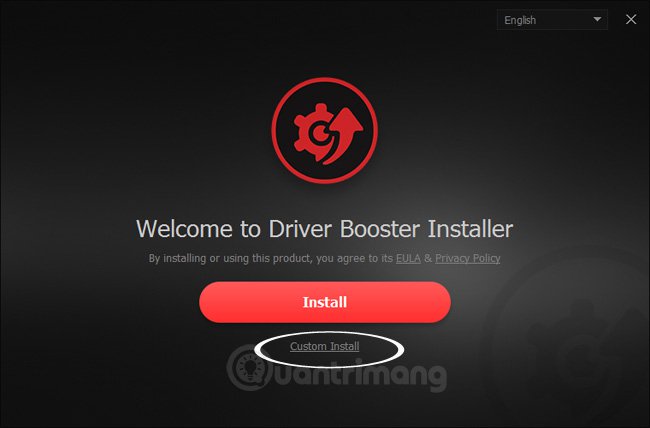 English
Welcome to Driver Booster Installer
By installing or using this product, you agree to its EULA & Privacy Policy
Install
Custom Install
Quantrimang